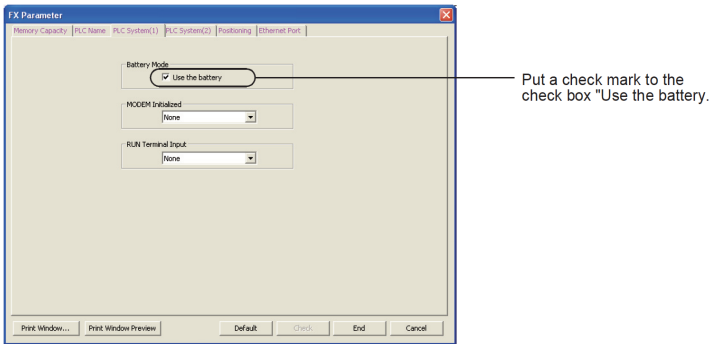 FX Parameter
Memory Capacity PLC Name PLC System(1) PLC System(2) Positioning Ethernet Port
Battery Mode
Use the battery
Put a check mark to the
check box "Use the battery.
MODEM Initialized
None
RUN Terminal Input
None
Print Window... Print Window Preview Default Check End Cancel